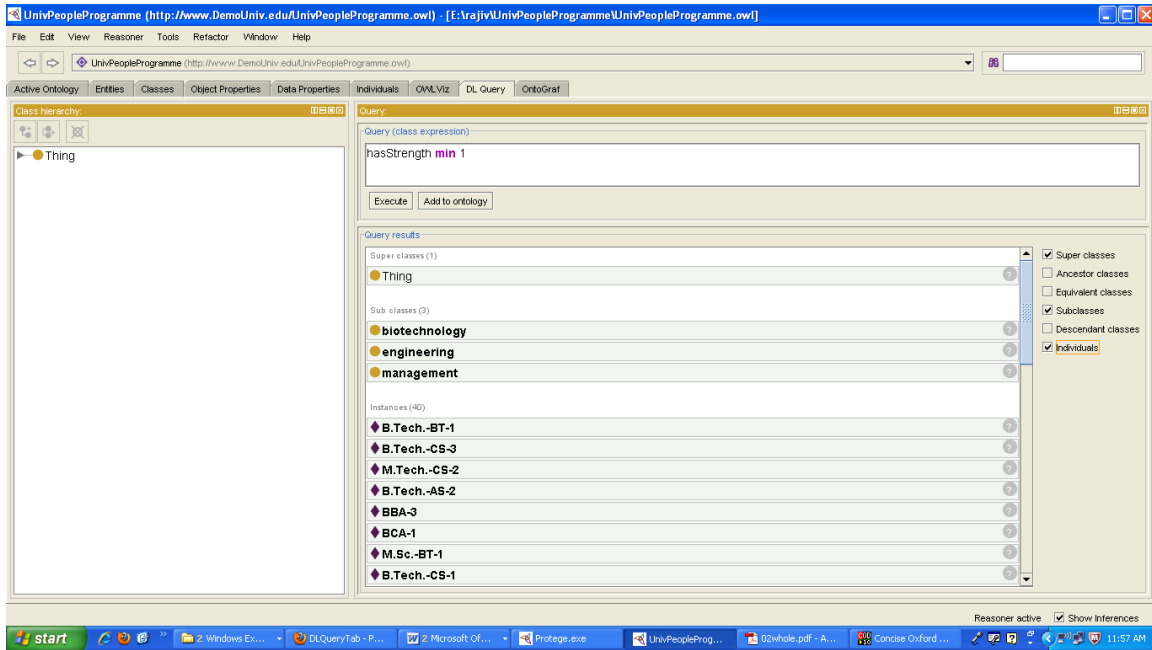 UnivPeopleProgramme (http://www.DemoUniv.edu/UnivPeopleProgramme.owl) - [E:\rajiv\UnivPeopleProgramme\UnivPeopleProgramme.owl]
File Edit View Reasoner Tools Refactor Window Help
UnivPeopleProgramme (http://www.DemoUniv.edu/UnivPeopleProgramme.owl)
Active Ontology Entities Classes Object Properties Data Properties Individuals OWLViz DL Query OntoGraf
Class hierarchy:
Thing
Query:
Query (class expression)
hasStrength min 1
Execute Add to ontology
Query results
Super classes (1)
Thing
Sub classes (3)
biotechnology
engineering
management
Instances (40)
B.Tech.-BT-1
B.Tech.-CS-3
M.Tech.-CS-2
B.Tech.-AS-2
BBA-3
BCA-1
M.Sc.-BT-1
B.Tech.-CS-1
Super classes
Ancestor classes
Equivalent classes
Subclasses
Descendant classes
Individuals
Reasoner active Show Inferences
start 2 Windows Ex... DLQueryTab - P... 2 Microsoft Of... Protege.exe UnivPeopleProg... 02whole.pdf - A... Concise Oxford ... 11:57 AM